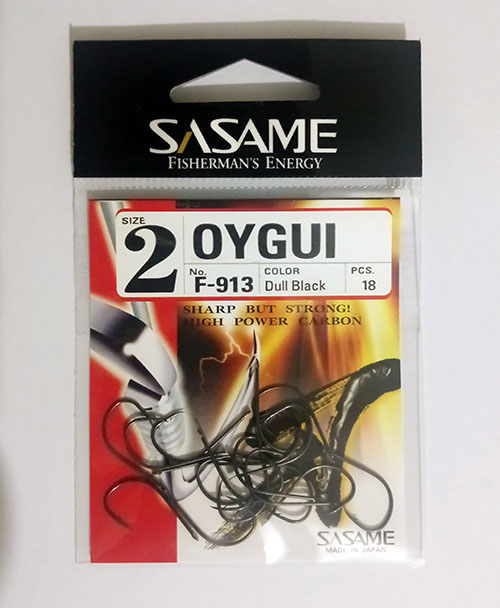 SASAME
FISHERMAN'S ENERGY
SIZE
2
OYGUI
No.
F-913
COLOR
Dull Black
PCS.
18
SHARP BUT STRONG!
HIGH POWER CARBON
SASAME
MADE IN JAPAN